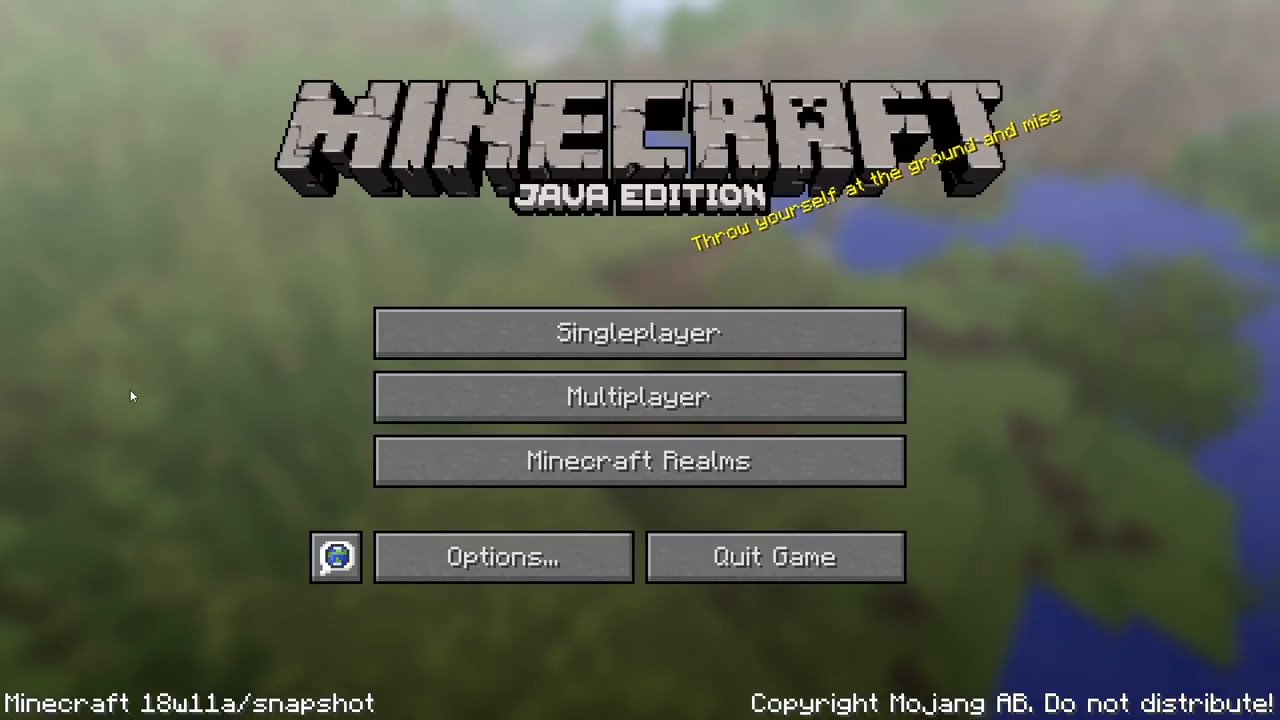 MINECRAFT
JAVA EDITION
Throw yourself at the ground and miss
Singleplayer
Multiplayer
Minecraft Realms
Options...
Quit Game
Minecraft 18w11a/snapshot
Copyright Mojang AB. Do not distribute!